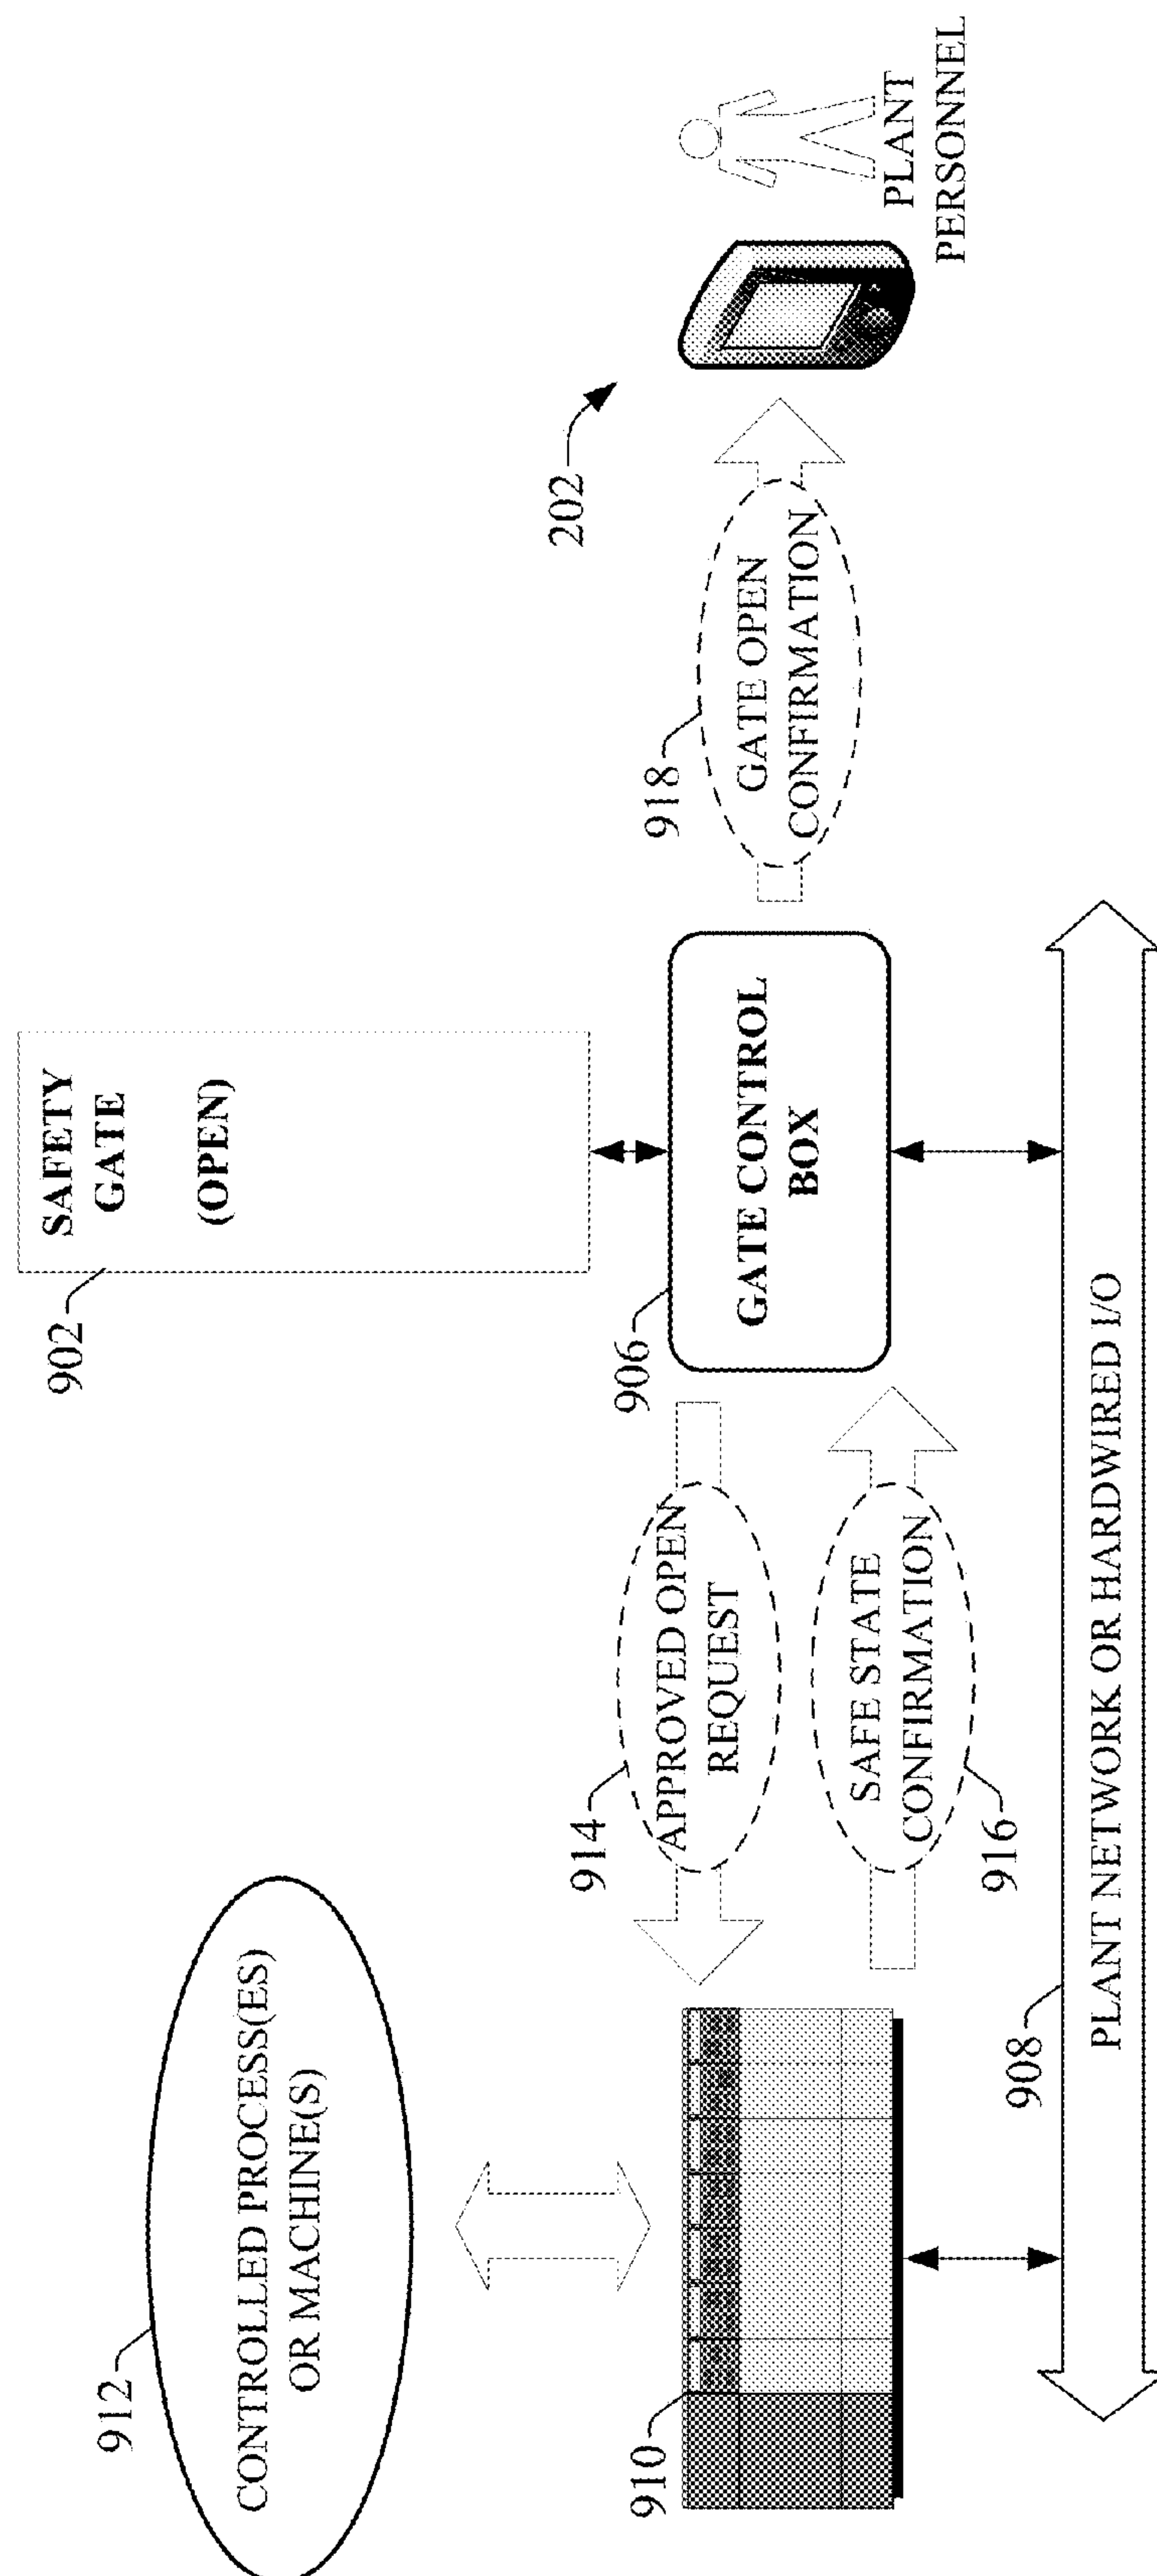 912
CONTROLLED PROCESS(ES)
OR MACHINE(S)
902
SAFETY
GATE
(OPEN)
910
914
APPROVED OPEN
REQUEST
916
SAFE STATE
CONFIRMATION
906
GATE CONTROL
BOX
918
GATE OPEN
CONFIRMATION
202
PLANT
PERSONNEL
908
PLANT NETWORK OR HARDWIRED I/O